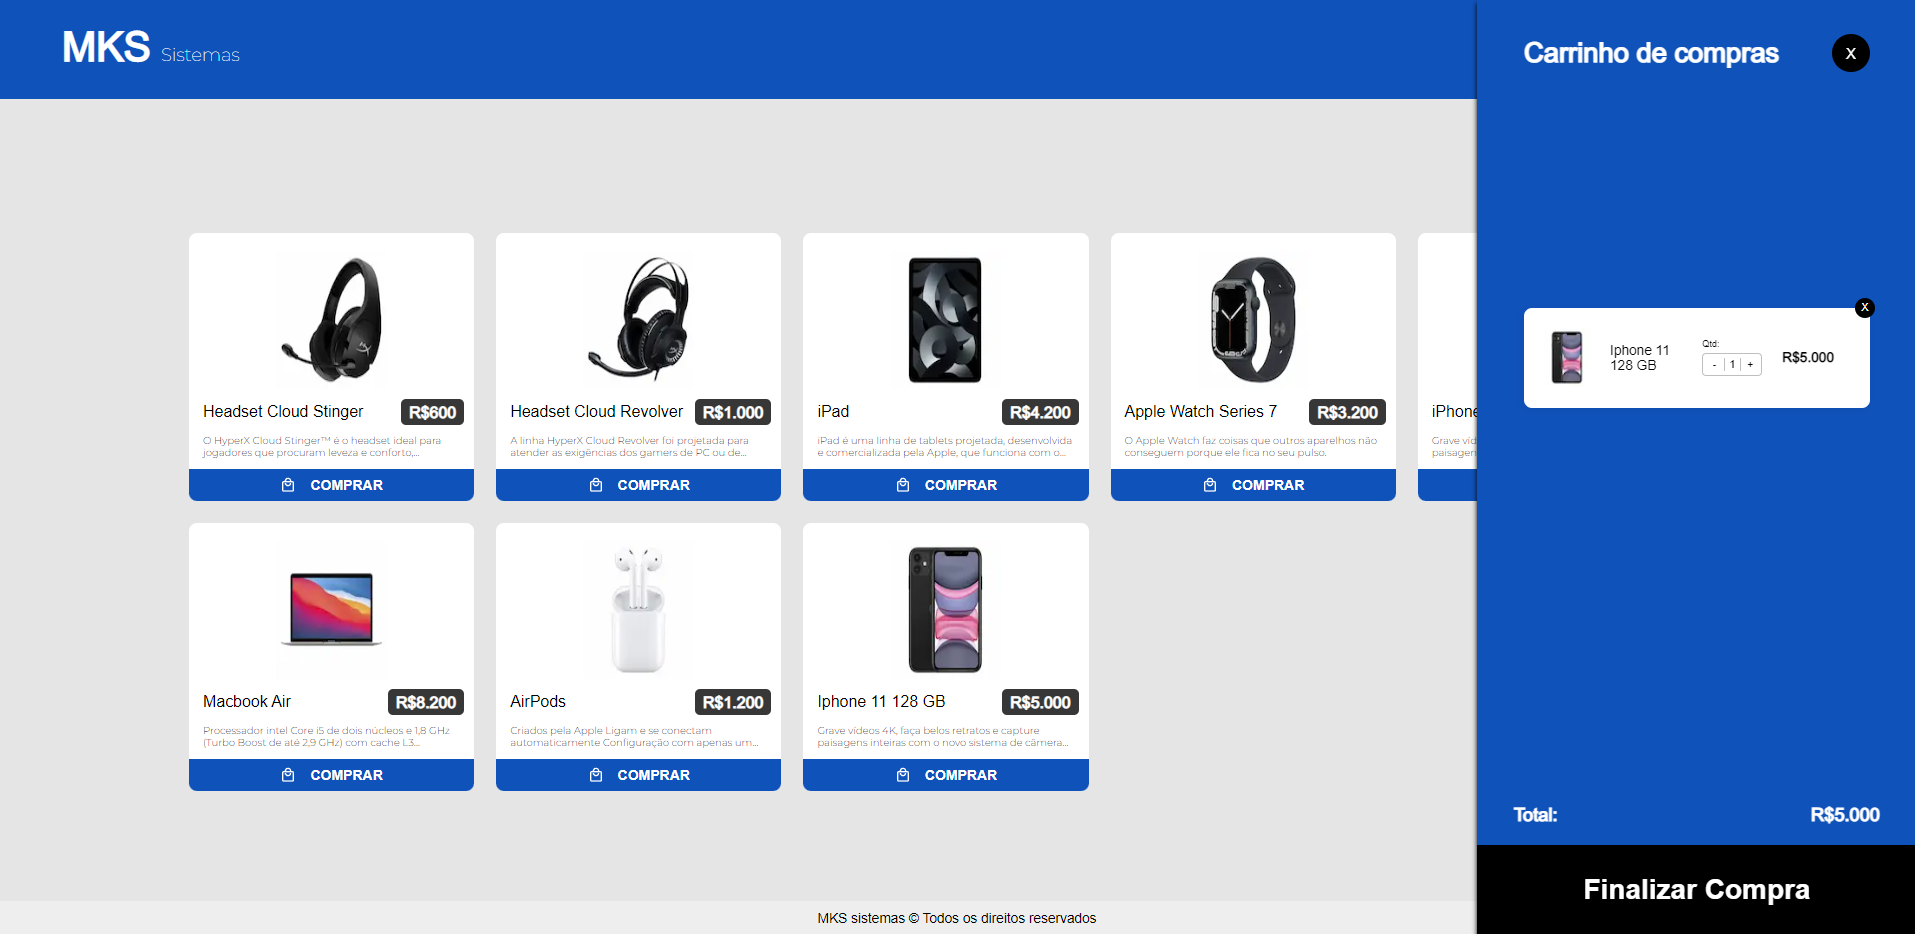 MKS Sistemas
Carrinho de compras
X
Headset Cloud Stinger
R$600
O HyperX Cloud Stinger™ é o headset ideal para
jogadores que procuram leveza e conforto,...
COMPRAR
Headset Cloud Revolver
R$1.000
A linha HyperX Cloud Revolver foi projetada para
atender as exigências dos gamers de PC ou de...
COMPRAR
iPad
R$4.200
iPad é uma linha de tablets projetada, desenvolvida
e comercializada pela Apple, que funciona com o...
COMPRAR
Apple Watch Series 7
R$3.200
O Apple Watch faz coisas que outros aparelhos não
conseguem porque ele fica no seu pulso.
COMPRAR
iPhone
Grave víd
paisagen
X
Iphone 11
128 GB
Qtd:
- 1 +
R$5.000
Macbook Air
R$8.200
Processador intel Core i5 de dois núcleos e 1,8 GHz
(Turbo Boost de até 2,9 GHz) com cache L3...
COMPRAR
AirPods
R$1.200
Criados pela Apple Ligam e se conectam
automaticamente Configuração com apenas um...
COMPRAR
Iphone 11 128 GB
R$5.000
Grave vídeos 4K, faça belos retratos e capture
paisagens inteiras com o novo sistema de câmera...
COMPRAR
Total:
R$5.000
Finalizar Compra
MKS sistemas © Todos os direitos reservados